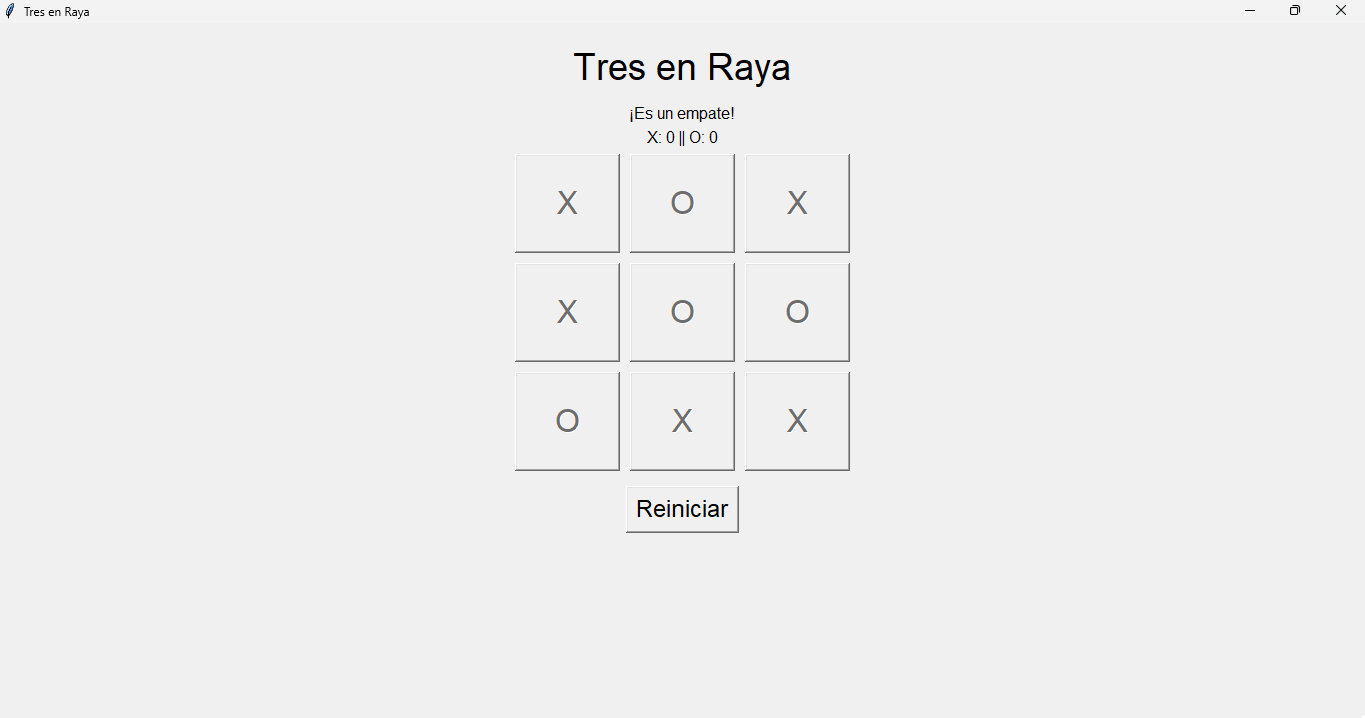 Tres en Raya
Tres en Raya
¡Es un empate!
X: 0 || O: 0
X O X
X O O
O X X
Reiniciar